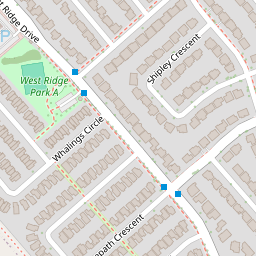 West Ridge Drive
P
West Ridge
Park A
Shipley Crescent
Whalings Circle
path Crescent